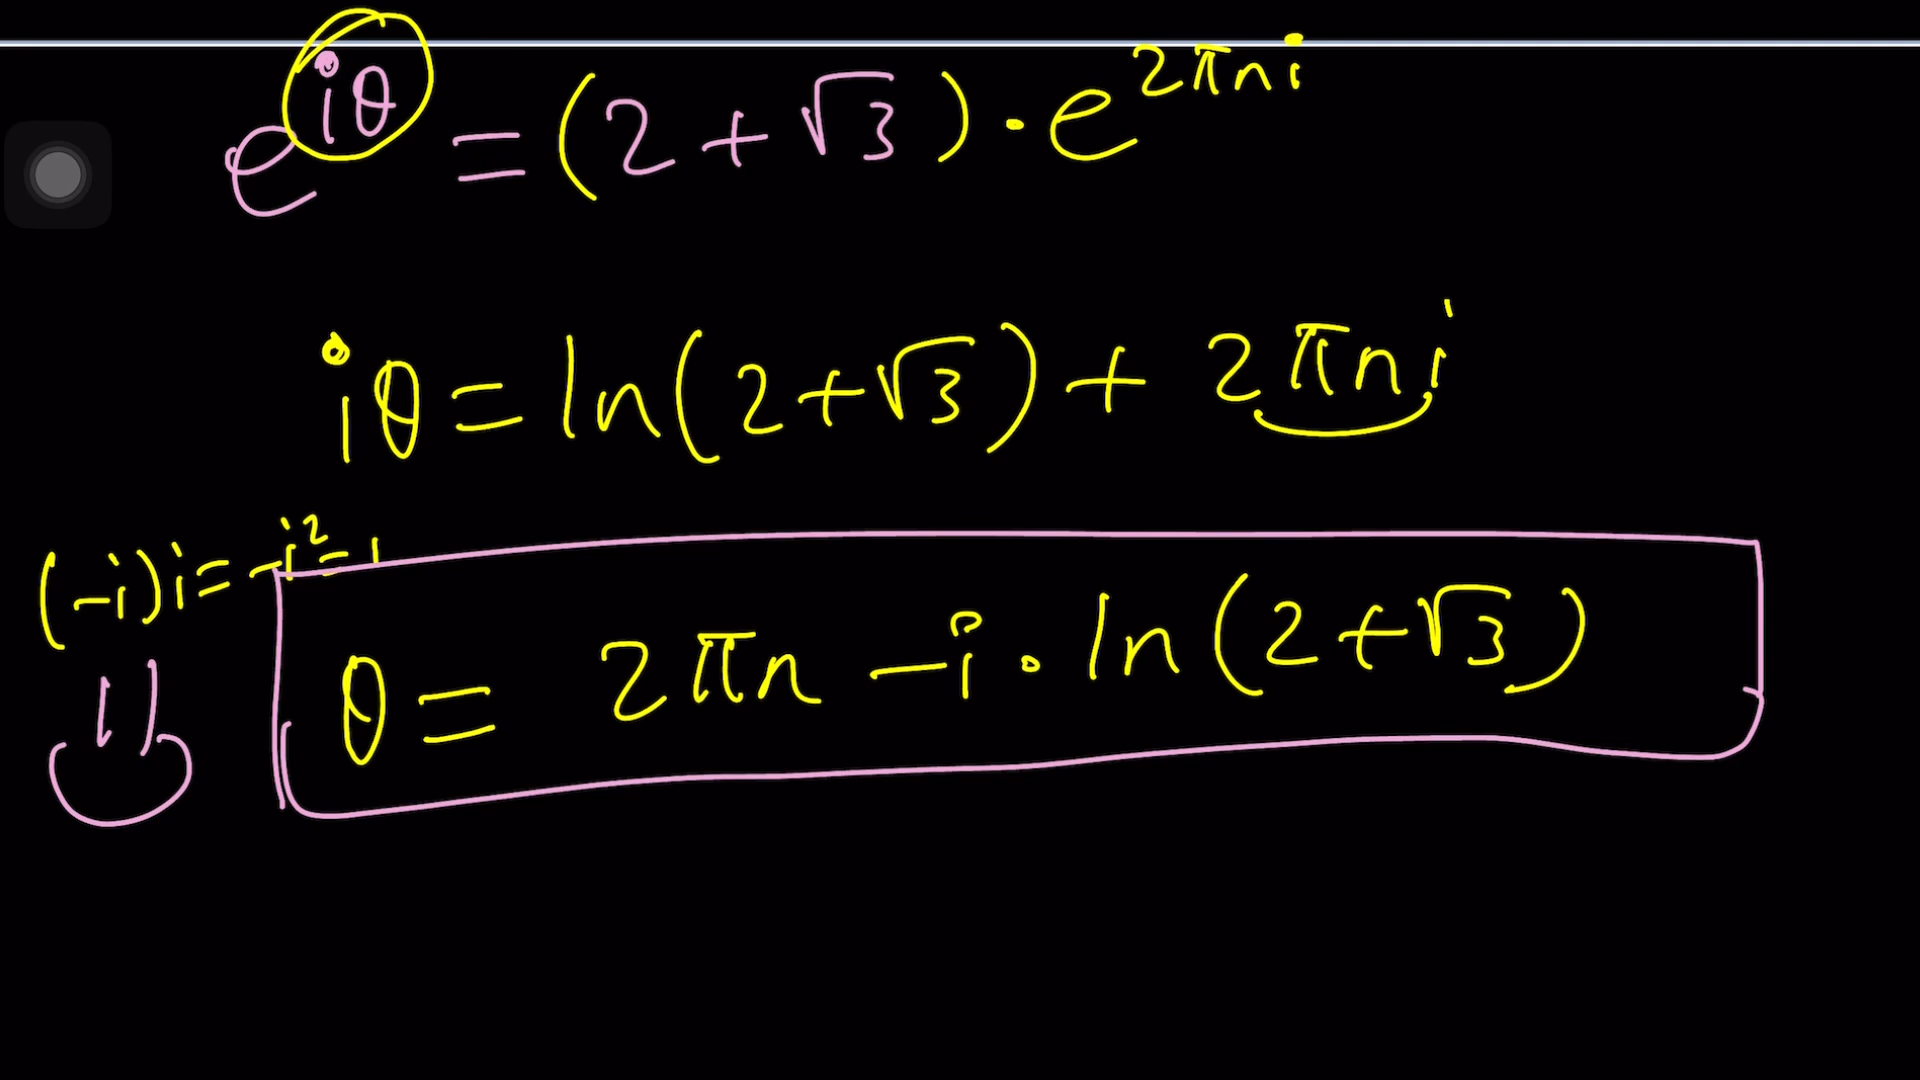 e^{iθ} = (2 + √3) · e^{2πni}
iθ = ln(2+√3) + 2πni
(-i)i = -i² = 1
θ = 2πn - i · ln(2+√3)